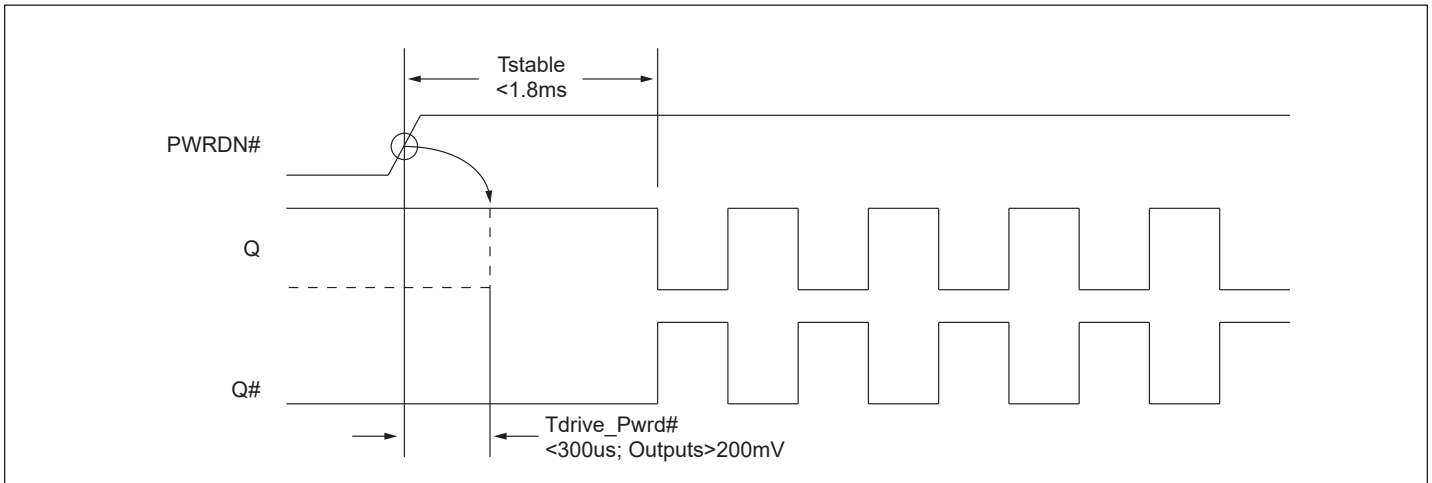 Tstable
<1.8ms
PWRDN#
Q
Q#
Tdrive_Pwrd#
<300us; Outputs>200mV